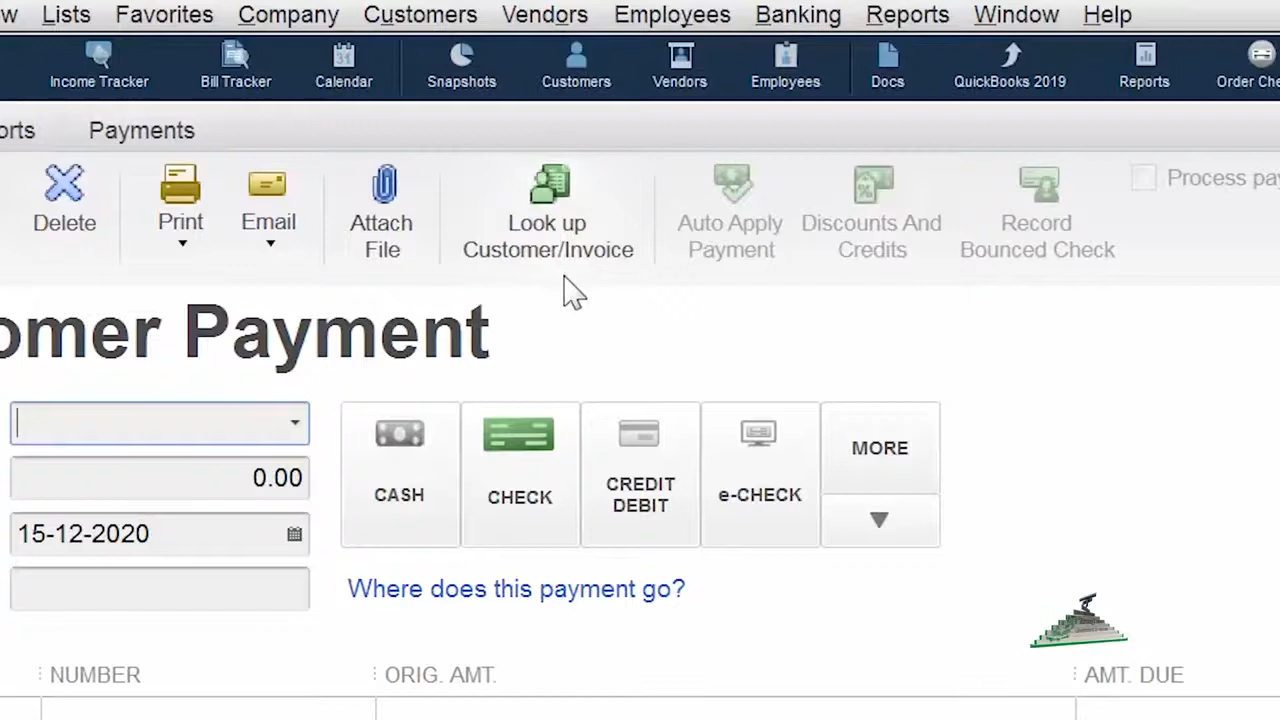 w Lists Favorites Company Customers Vendors Employees Banking Reports Window Help
31
Income Tracker Bill Tracker Calendar Snapshots Customers Vendors Employees Docs QuickBooks 2019 Reports Order Che
orts Payments
Delete Print Email Attach File Look up Customer/Invoice Auto Apply Payment Discounts And Credits Record Bounced Check Process pay
omer Payment
0.00
15-12-2020
CASH CHECK CREDIT DEBIT e-CHECK MORE
Where does this payment go?
NUMBER ORIG. AMT. AMT. DUE